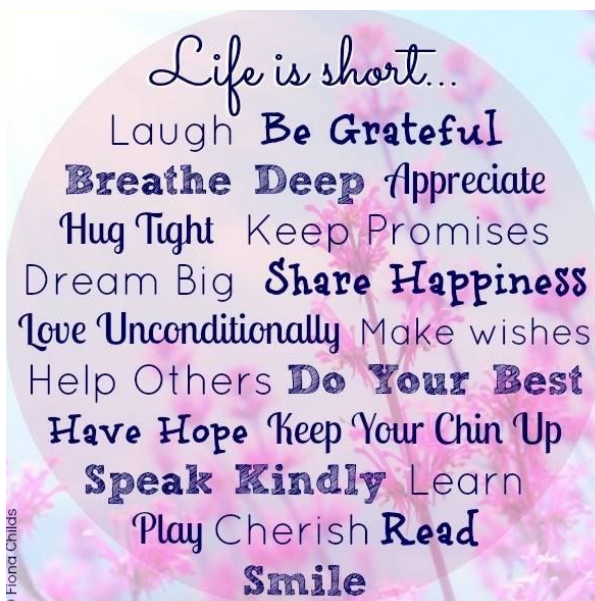 Life is short...
Laugh Be Grateful
Breathe Deep Appreciate
Hug Tight Keep Promises
Dream Big Share Happiness
Love Unconditionally Make wishes
Help Others Do Your Best
Have Hope Keep Your Chin Up
Speak Kindly Learn
Play Cherish Read
Smile
© Fiona Childs